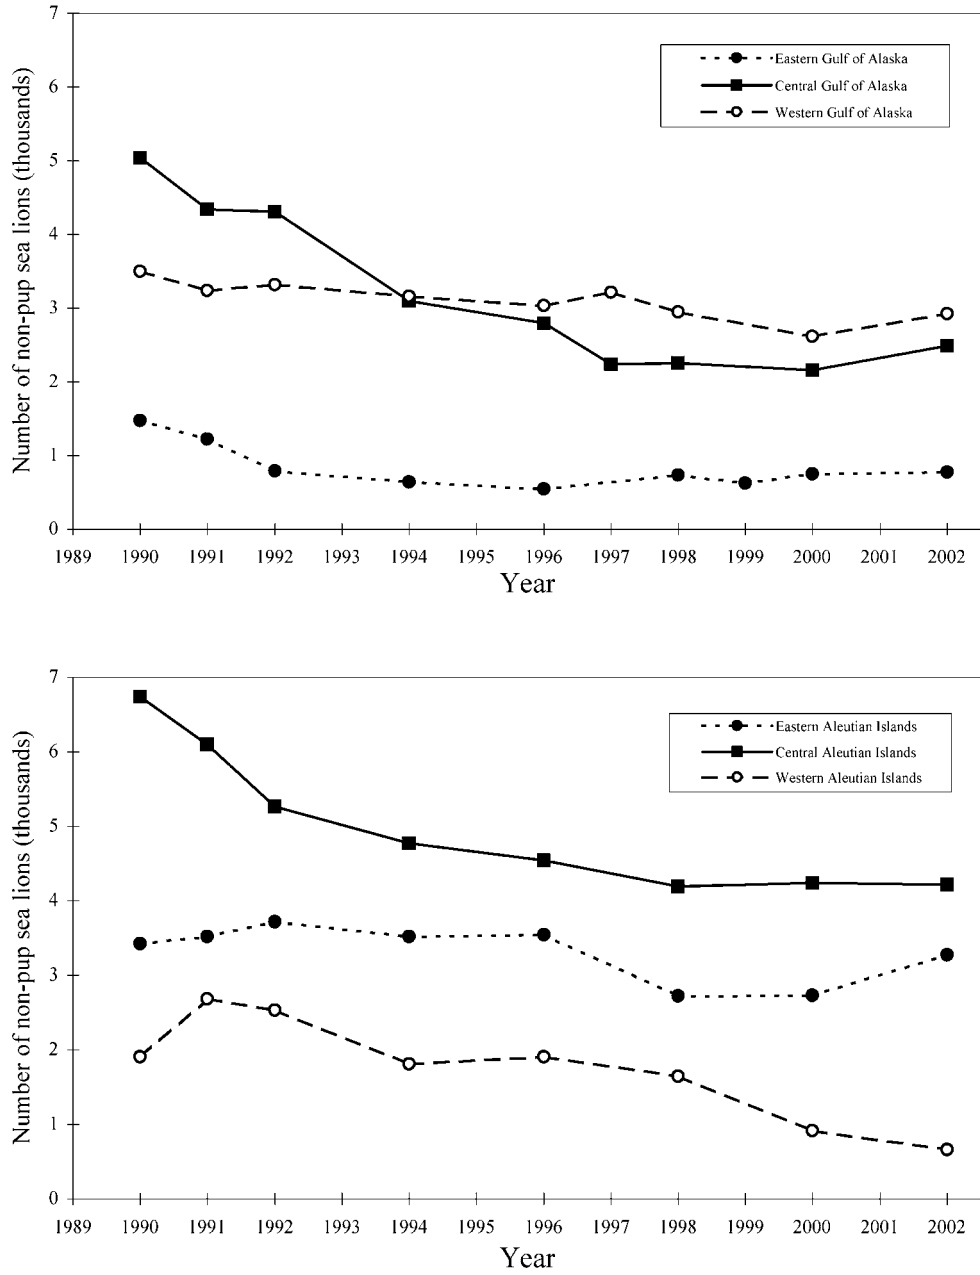 7
6
5
4
3
2
1
0
Number of non-pup sea lions (thousands)
Eastern Gulf of Alaska
Central Gulf of Alaska
Western Gulf of Alaska
1989 1990 1991 1992 1993 1994 1995 1996 1997 1998 1999 2000 2001 2002
Year
7
6
5
4
3
2
1
0
Number of non-pup sea lions (thousands)
Eastern Aleutian Islands
Central Aleutian Islands
Western Aleutian Islands
1989 1990 1991 1992 1993 1994 1995 1996 1997 1998 1999 2000 2001 2002
Year